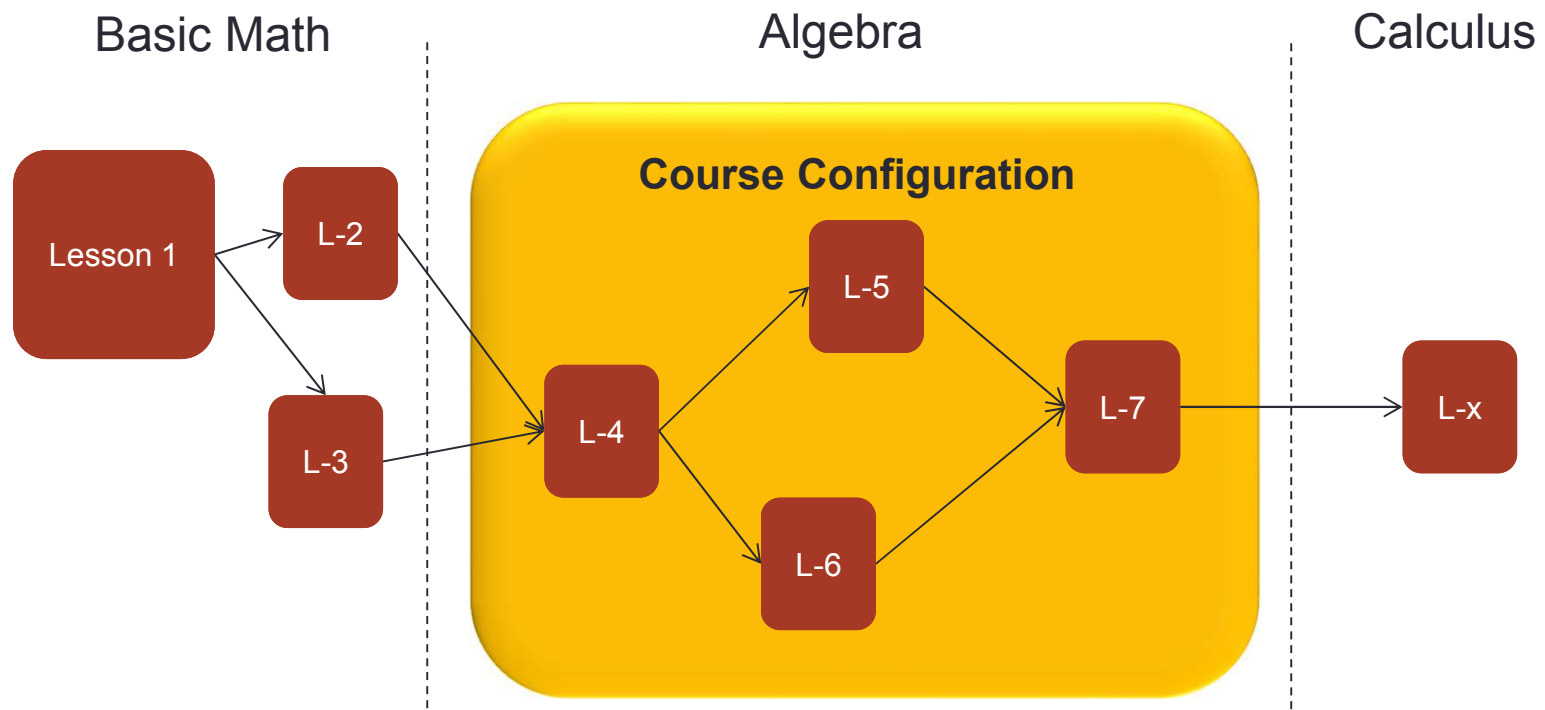 Basic Math
Algebra
Calculus
Course Configuration
Lesson 1
L-2
L-3
L-4
L-5
L-6
L-7
L-x